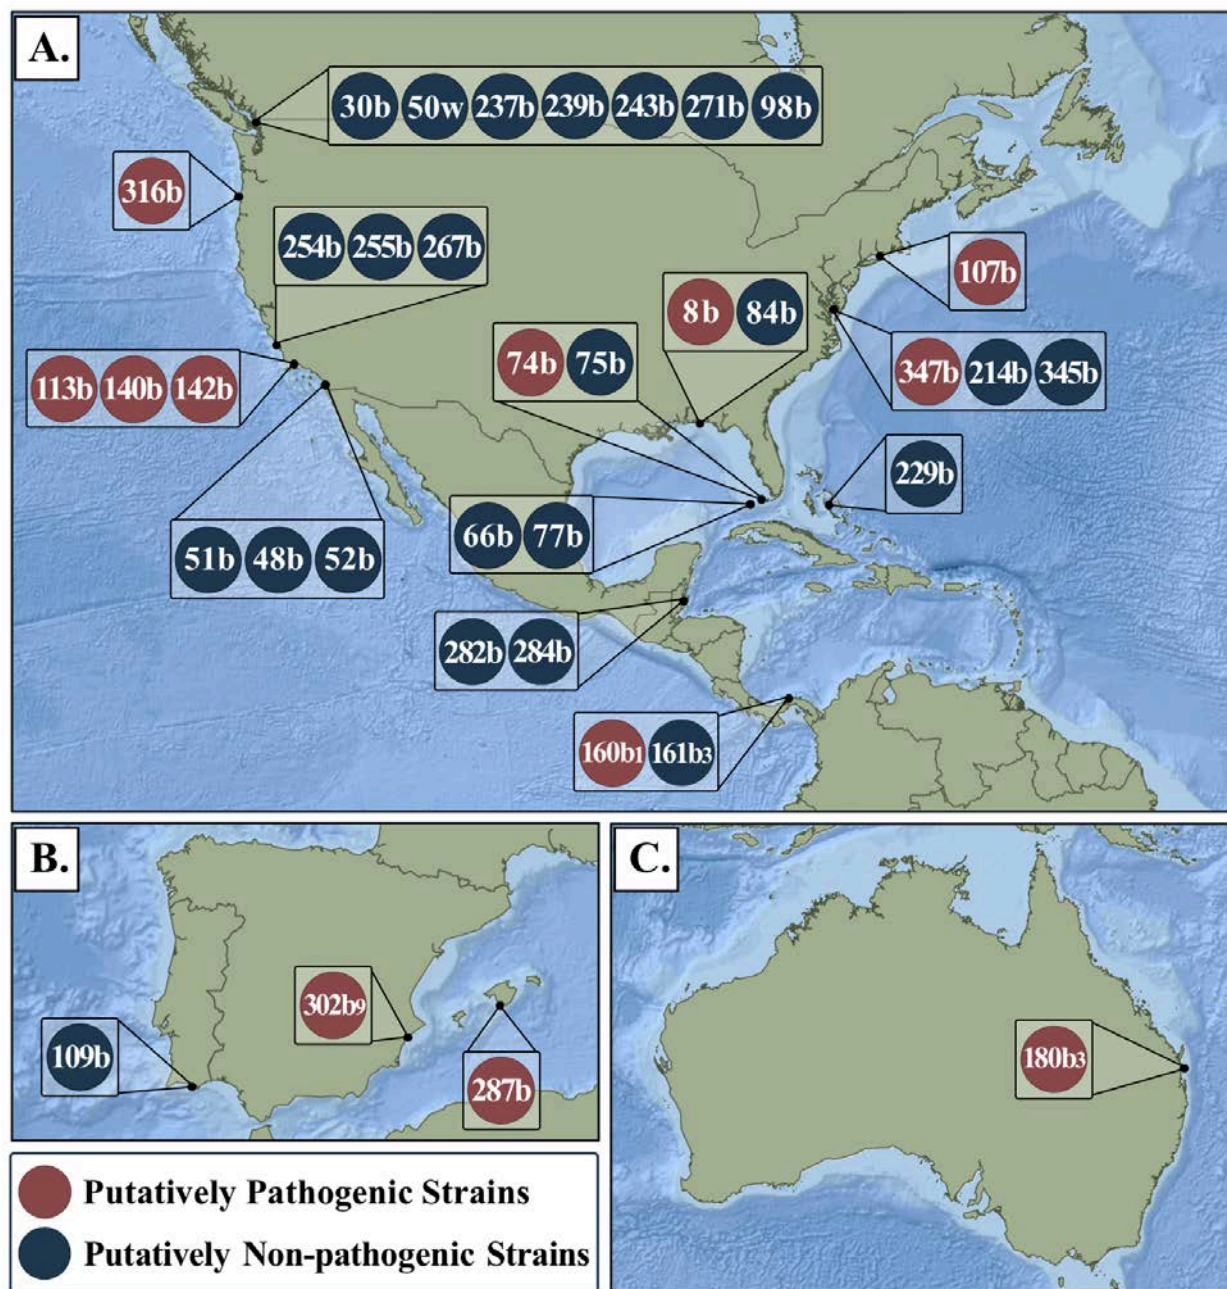 A.
30b 50w 237b 239b 243b 271b 98b
316b
254b 255b 267b
107b
8b 84b
74b 75b
347b 214b 345b
113b 140b 142b
229b
66b 77b
51b 48b 52b
282b 284b
160b1 161b3
B.
302b9
109b
287b
C.
180b3
Putatively Pathogenic Strains
Putatively Non-pathogenic Strains